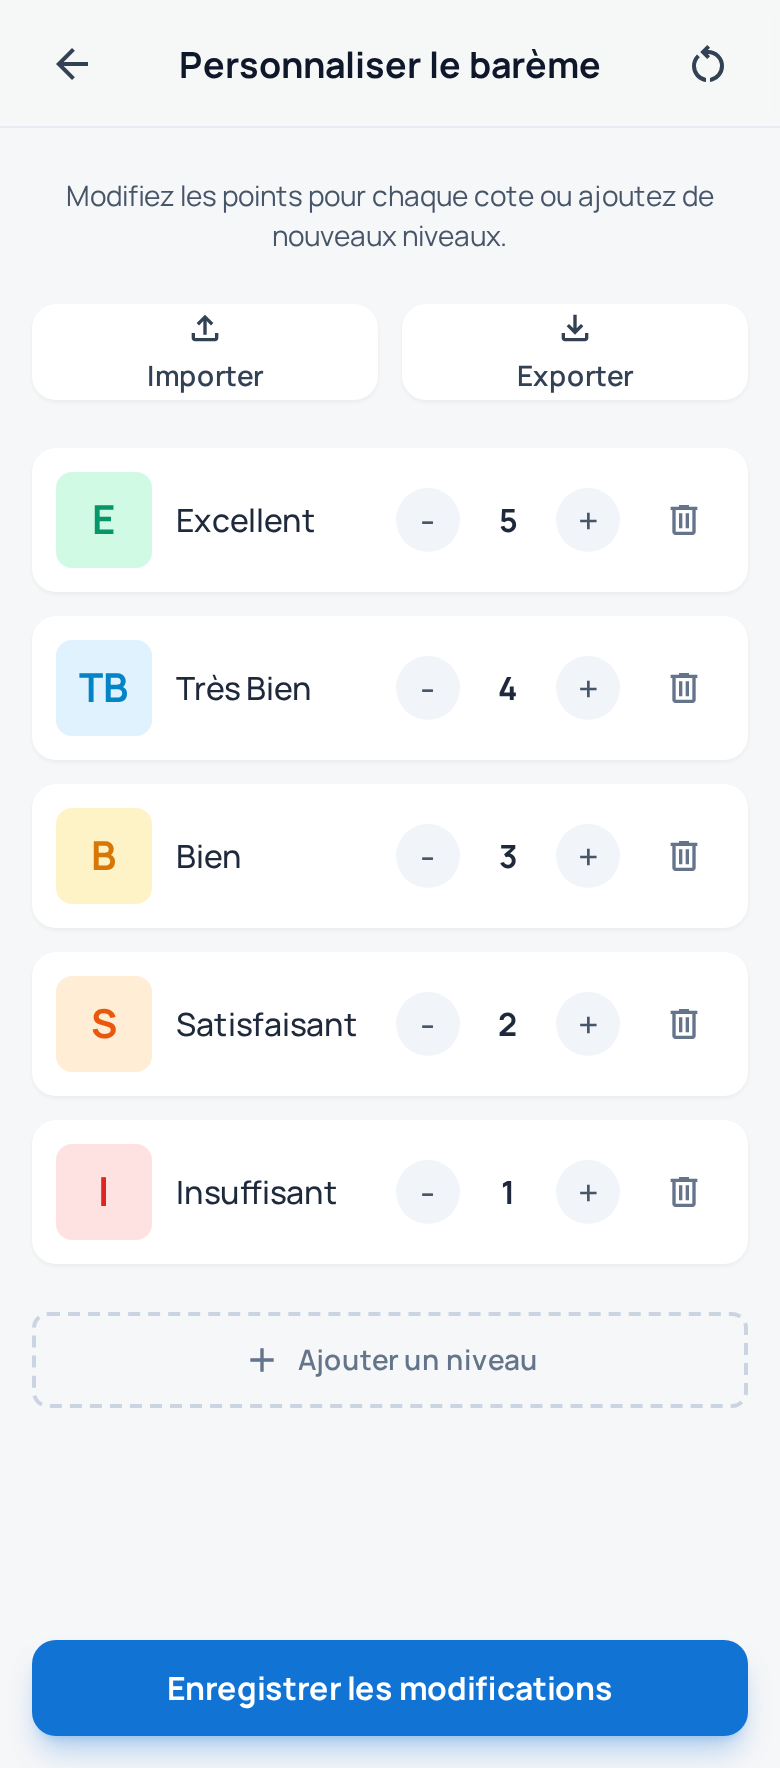 Personnaliser le barème
Modifiez les points pour chaque cote ou ajoutez de
nouveaux niveaux.
Importer
Exporter
E Excellent - 5 +
TB Très Bien - 4 +
B Bien - 3 +
S Satisfaisant - 2 +
I Insuffisant - 1 +
+ Ajouter un niveau
Enregistrer les modifications